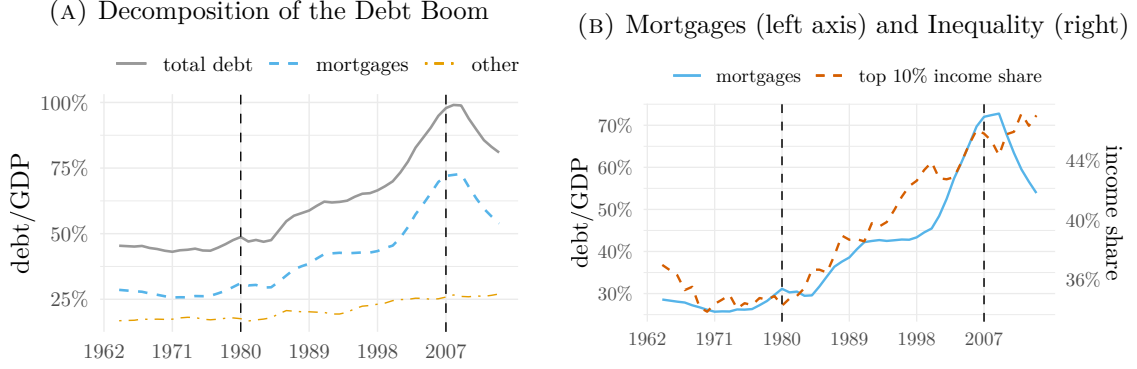 (A) Decomposition of the Debt Boom
total debt mortgages other
100%
75%
50%
25%
debt/GDP
1962 1971 1980 1989 1998 2007
(B) Mortgages (left axis) and Inequality (right)
mortgages top 10% income share
70%
60%
50%
40%
30%
debt/GDP
44%
40%
36%
income share
1962 1971 1980 1989 1998 2007